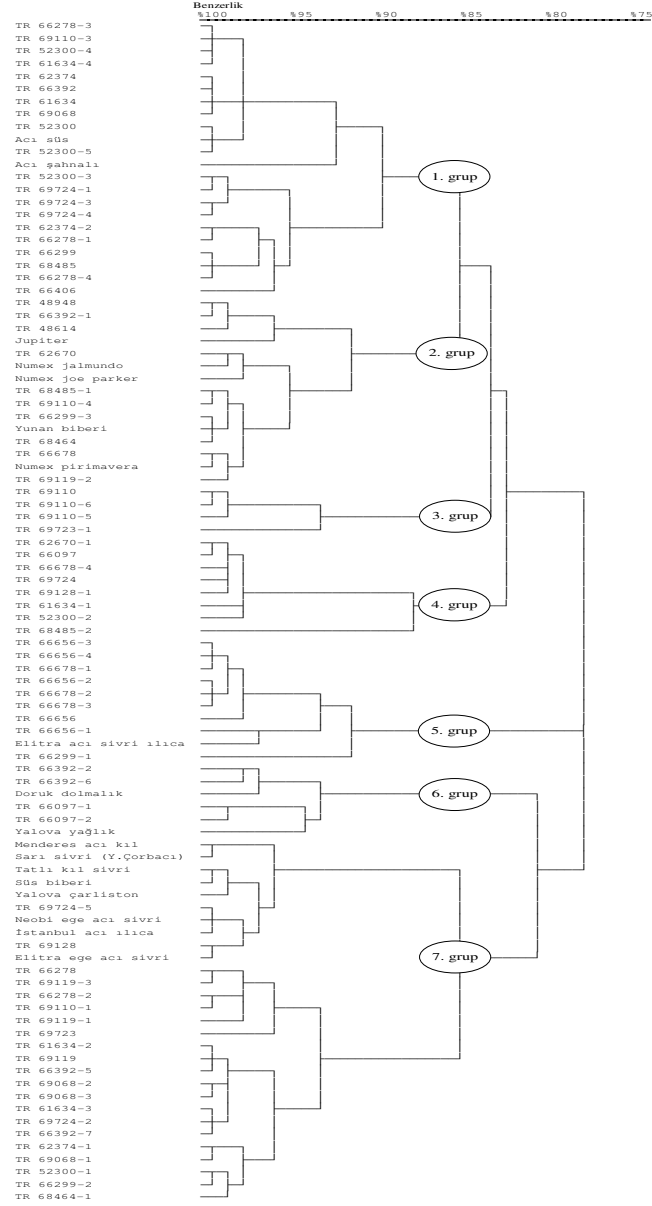 Benzerlik
%100 %95 %90 %85 %80 %75
TR 66278-3
TR 69110-3
TR 52300-4
TR 61634-4
TR 62374
TR 66392
TR 61634
TR 69068
TR 52300
Acı süs
TR 52300-5
Acı şahnalı
TR 52300-3
TR 69724-1
1. grup
TR 69724-3
TR 69724-4
TR 62374-2
TR 66278-1
TR 66299
TR 68485
TR 66278-4
TR 66406
TR 48948
TR 66392-1
TR 48614
Jupiter
TR 62670
2. grup
Numex jalmundo
Numex joe parker
TR 68485-1
TR 69110-4
TR 66299-3
Yunan biberi
TR 68464
TR 66678
Numex pirimavera
TR 69119-2
TR 69110
TR 69110-6
TR 69110-5
3. grup
TR 69723-1
TR 62670-1
TR 66097
TR 66678-4
TR 69724
TR 69128-1
TR 61634-1
4. grup
TR 52300-2
TR 68485-2
TR 66656-3
TR 66656-4
TR 66678-1
TR 66656-2
TR 66678-2
TR 66678-3
TR 66656
TR 66656-1
5. grup
Elitra acı sivri ılıca
TR 66299-1
TR 66392-2
TR 66392-6
Doruk dolmalık
6. grup
TR 66097-1
TR 66097-2
Yalova yağlık
Menderes acı kıl
Sarı sivri (Y.Çorbacı)
Tatlı kıl sivri
Süs biberi
Yalova çarliston
TR 69724-5
Neobi ege acı sivri
İstanbul acı ılıca
TR 69128
Elitra ege acı sivri
7. grup
TR 66278
TR 69119-3
TR 66278-2
TR 69110-1
TR 69119-1
TR 69723
TR 61634-2
TR 69119
TR 66392-5
TR 69068-2
TR 69068-3
TR 61634-3
TR 69724-2
TR 66392-7
TR 62374-1
TR 69068-1
TR 52300-1
TR 66299-2
TR 68464-1